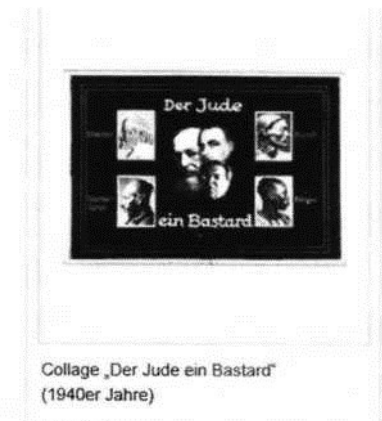 Der Jude
ein Bastard
Collage „Der Jude ein Bastard“
(1940er Jahre)